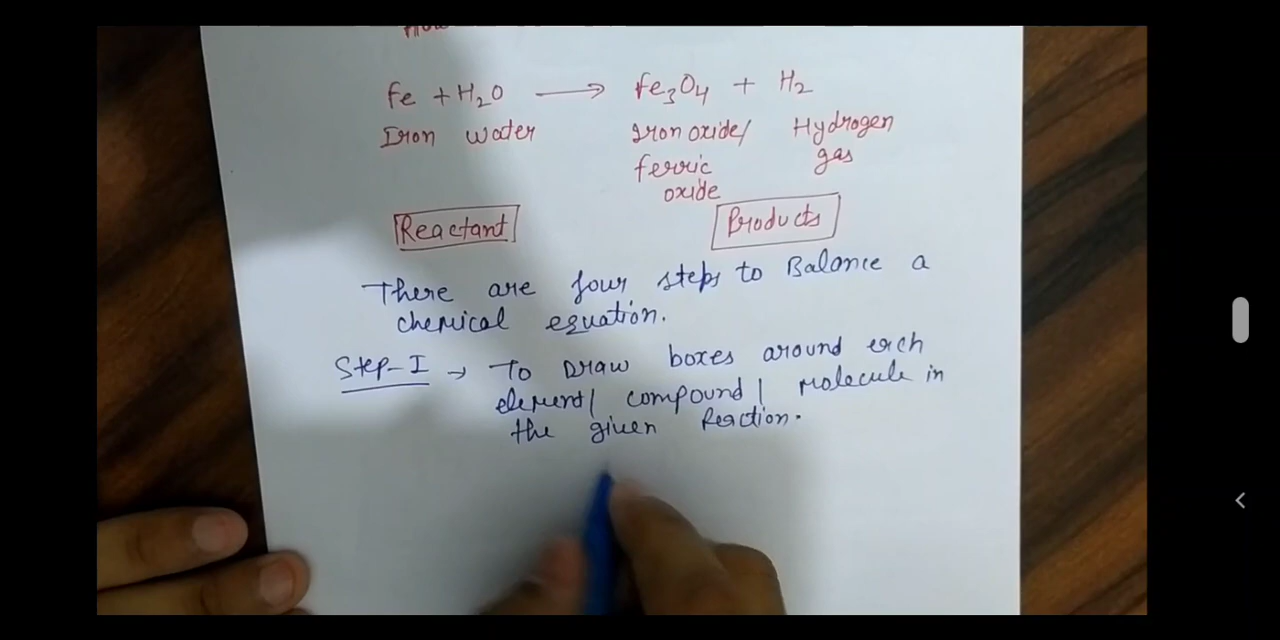 Fe + H₂O ⟶ Fe₃O₄ + H₂
Iron water Iron oxide/ Hydrogen
ferric gas
oxide
Reactant Products
There are four steps to Balance a
chemical equation.
Step-I → To Draw boxes around each
element/ compound/ molecule in
the given Reaction.